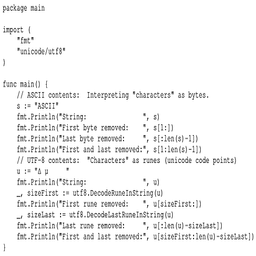 package main
import (
"fmt"
"unicode/utf8"
)
func main() {
// ASCII contents: Interpreting "characters" as bytes.
s := "ASCII"
fmt.Println("String: ", s)
fmt.Println("First byte removed: ", s[1:])
fmt.Println("Last byte removed: ", s[:len(s)-1])
fmt.Println("First and last removed:", s[1:len(s)-1])
// UTF-8 contents: "Characters" as runes (unicode code points)
u := "Δ μ "
fmt.Println("String: ", u)
_, sizeFirst := utf8.DecodeRuneInString(u)
fmt.Println("First rune removed: ", u[sizeFirst:])
_, sizeLast := utf8.DecodeLastRuneInString(u)
fmt.Println("Last rune removed: ", u[:len(u)-sizeLast])
fmt.Println("First and last removed:", u[sizeFirst:len(u)-sizeLast])
}